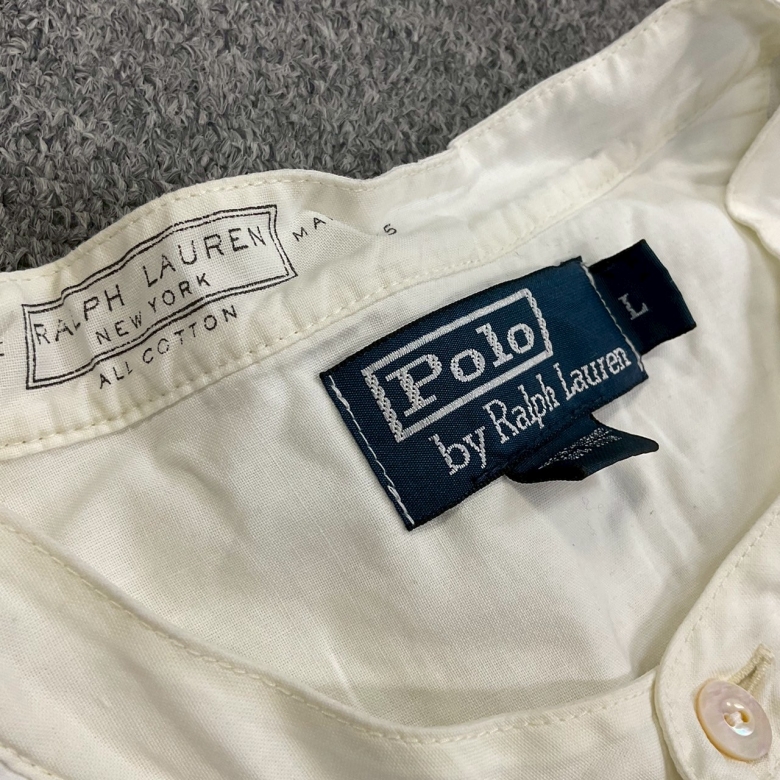 RALPH LAUREN
NEW YORK
ALL COTTON
Polo
by Ralph Lauren
L